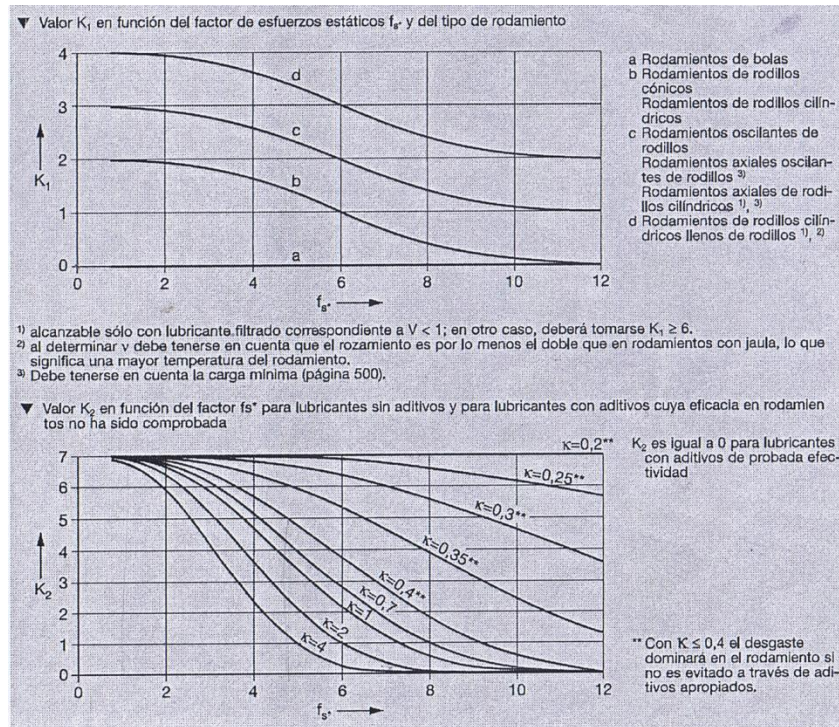 ▼ Valor K₁ en función del factor de esfuerzos estáticos fₛ* y del tipo de rodamiento
4
3
2
1
0
K₁
d
c
b
a
0
2
4
6
8
10
12
fₛ*
a Rodamientos de bolas
b Rodamientos de rodillos
cónicos
Rodamientos de rodillos cilín-
dricos
c Rodamientos oscilantes de
rodillos
Rodamientos axiales oscilan-
tes de rodillos ³⁾
Rodamientos axiales de rodi-
llos cilíndricos ¹⁾, ³⁾
d Rodamientos de rodillos cilín-
dricos llenos de rodillos ¹⁾, ²⁾
¹⁾ alcanzable sólo con lubricante filtrado correspondiente a V < 1; en otro caso, deberá tomarse K₁ ≥ 6.
²⁾ al determinar ν debe tenerse en cuenta que el rozamiento es por lo menos el doble que en rodamientos con jaula, lo que
significa una mayor temperatura del rodamiento.
³⁾ Debe tenerse en cuenta la carga mínima (página 500).
▼ Valor K₂ en función del factor fs* para lubricantes sin aditivos y para lubricantes con aditivos cuya eficacia en rodamien
tos no ha sido comprobada
7
6
5
4
3
2
1
0
K₂
κ=0,2**
κ=0,25**
κ=0,3**
κ=0,35**
κ=0,4**
κ=0,7
κ=1
κ=2
κ=4
0
2
4
6
8
10
12
fₛ*
K₂ es igual a 0 para lubricantes
con aditivos de probada efec-
tividad
** Con K ≤ 0,4 el desgaste
dominará en el rodamiento si
no es evitado a través de adi-
tivos apropiados.